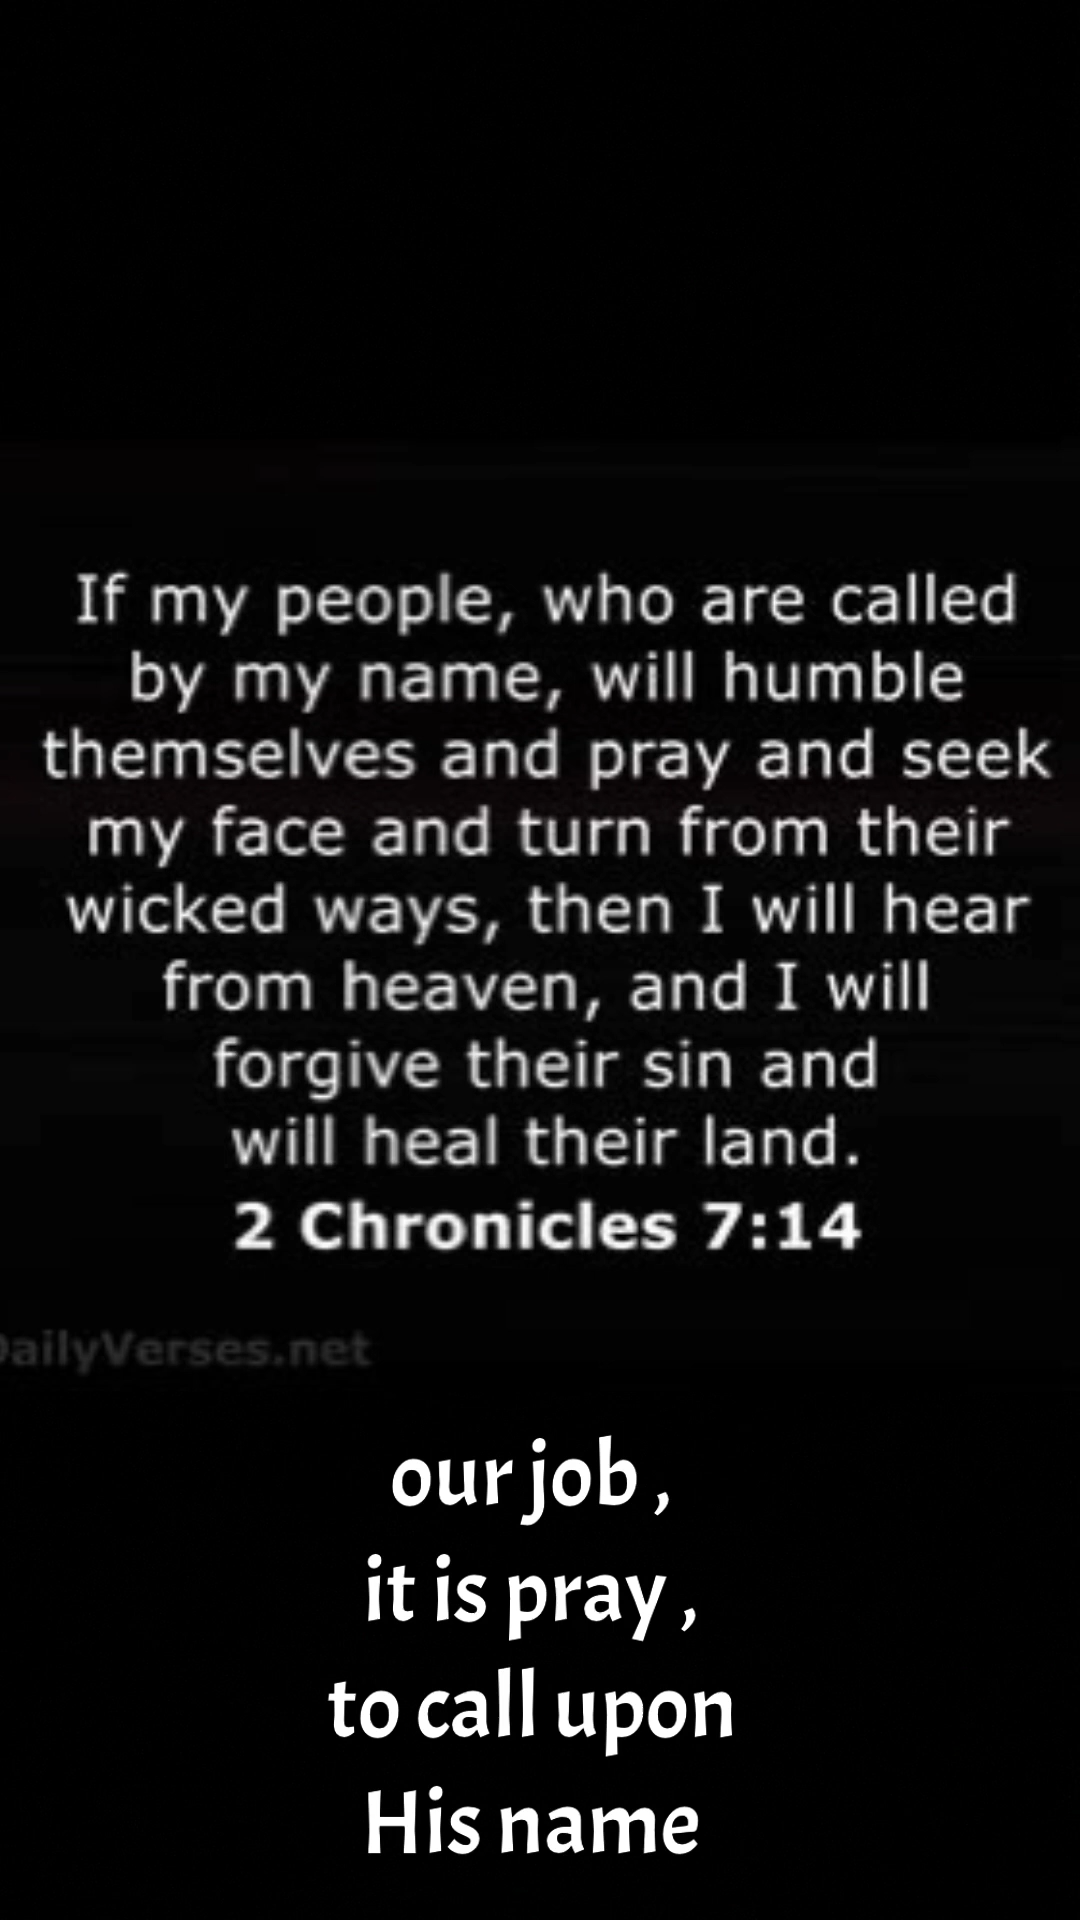 If my people, who are called
by my name, will humble
themselves and pray and seek
my face and turn from their
wicked ways, then I will hear
from heaven, and I will
forgive their sin and
will heal their land.
2 Chronicles 7:14
DailyVerses.net
our job ,
it is pray ,
to call upon
His name